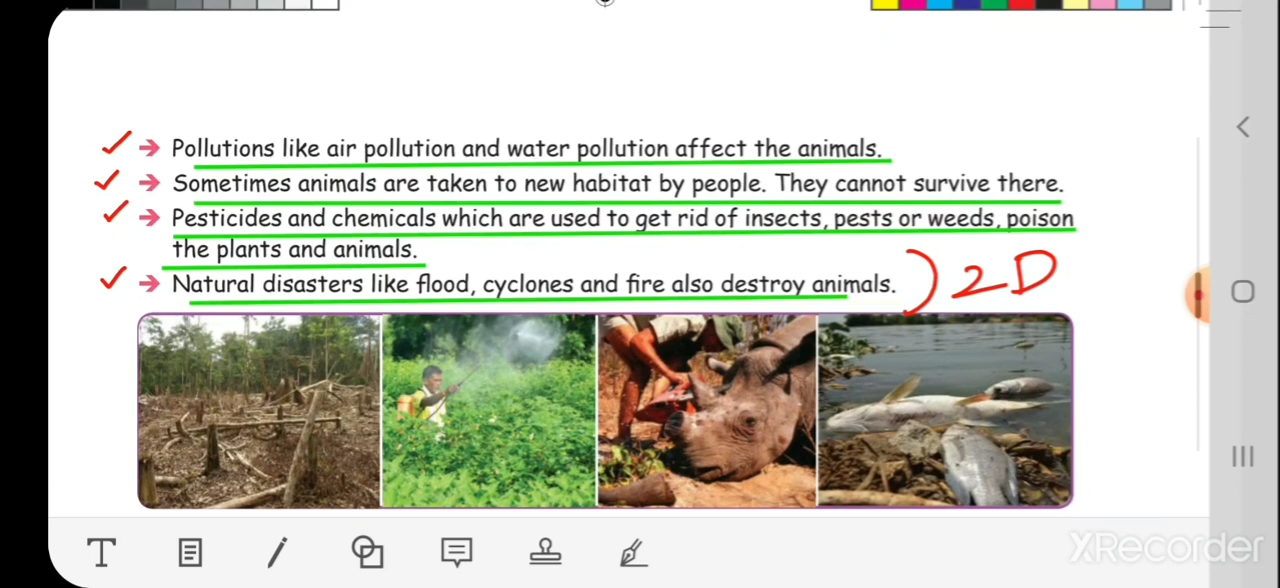 → Pollutions like air pollution and water pollution affect the animals.
→ Sometimes animals are taken to new habitat by people. They cannot survive there.
→ Pesticides and chemicals which are used to get rid of insects, pests or weeds, poison
the plants and animals.
→ Natural disasters like flood, cyclones and fire also destroy animals. ) 2D
T
XRecorder